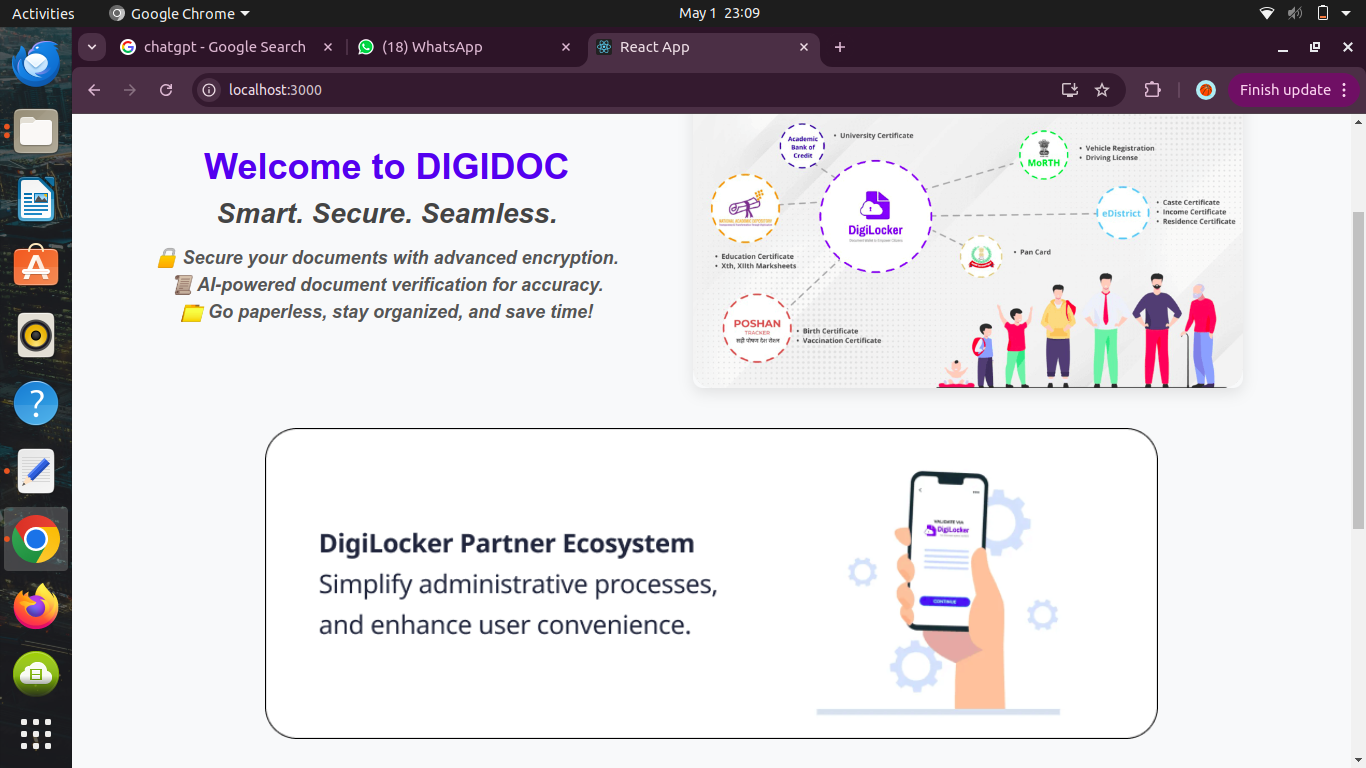 Activities
Google Chrome
May 1 23:09
chatgpt - Google Search
(18) WhatsApp
React App
localhost:3000
Finish update
Welcome to DIGIDOC
Smart. Secure. Seamless.
🔒 Secure your documents with advanced encryption.
📜 AI-powered document verification for accuracy.
📁 Go paperless, stay organized, and save time!
Academic
Bank of
Credit
• University Certificate
MoRTH
• Vehicle Registration
• Driving License
DigiLocker
eDistrict
• Caste Certificate
• Income Certificate
• Residence Certificate
• Education Certificate
• Xth, XIIth Marksheets
• Pan Card
POSHAN
TRACKER
सही पोषण देश रोशन
• Birth Certificate
• Vaccination Certificate
DigiLocker Partner Ecosystem
Simplify administrative processes,
and enhance user convenience.
VALIDATE VIA
DigiLocker
CONTINUE